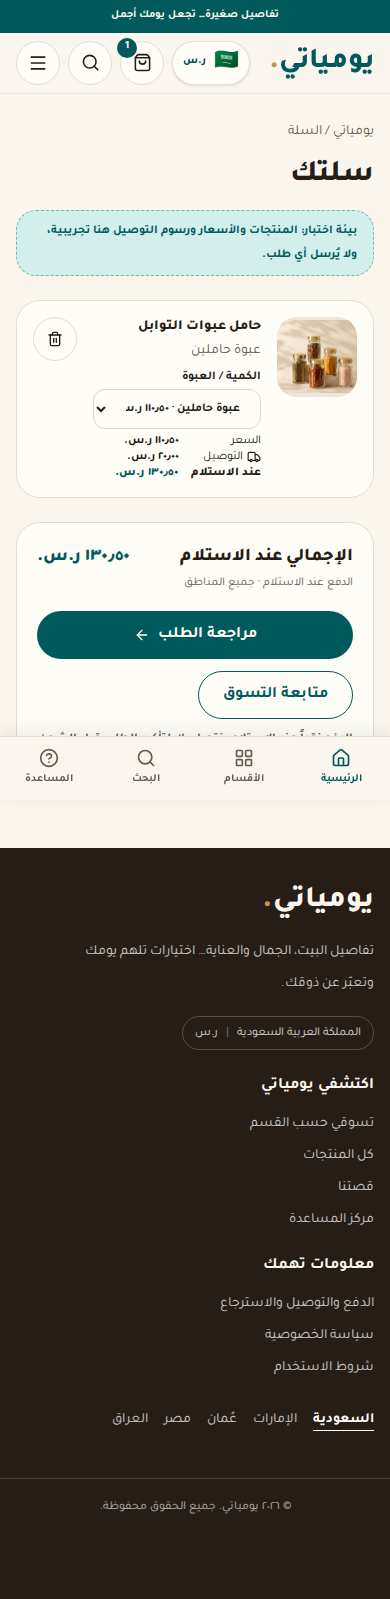 تفاصيل صغيرة… تجعل يومك أجمل
يومياتي.
ر.س
1
يومياتي / السلة
سلتك
بيئة اختبار: المنتجات والأسعار ورسوم التوصيل هنا تجريبية،
ولا يُرسل أي طلب.
حامل عبوات التوابل
عبوة حاملين
الكمية / العبوة
عبوة حاملين · ١١٠٫٥٠ ر.س
السعر ١١٠٫٥٠ ر.س.
التوصيل ٢٠٫٠٠ ر.س.
عند الاستلام ١٣٠٫٥٠ ر.س.
الإجمالي عند الاستلام ١٣٠٫٥٠ ر.س.
الدفع عند الاستلام · جميع المناطق
مراجعة الطلب
متابعة التسوق
الرئيسية
الأقسام
البحث
المساعدة
يومياتي.
تفاصيل البيت، الجمال والعناية… اختيارات تلهم يومك
وتعبّر عن ذوقك.
المملكة العربية السعودية | ر.س
اكتشفي يومياتي
تسوقي حسب القسم
كل المنتجات
قصتنا
مركز المساعدة
معلومات تهمك
الدفع والتوصيل والاسترجاع
سياسة الخصوصية
شروط الاستخدام
السعودية الإمارات عُمان مصر العراق
© ٢٠٢٦ يومياتي. جميع الحقوق محفوظة.